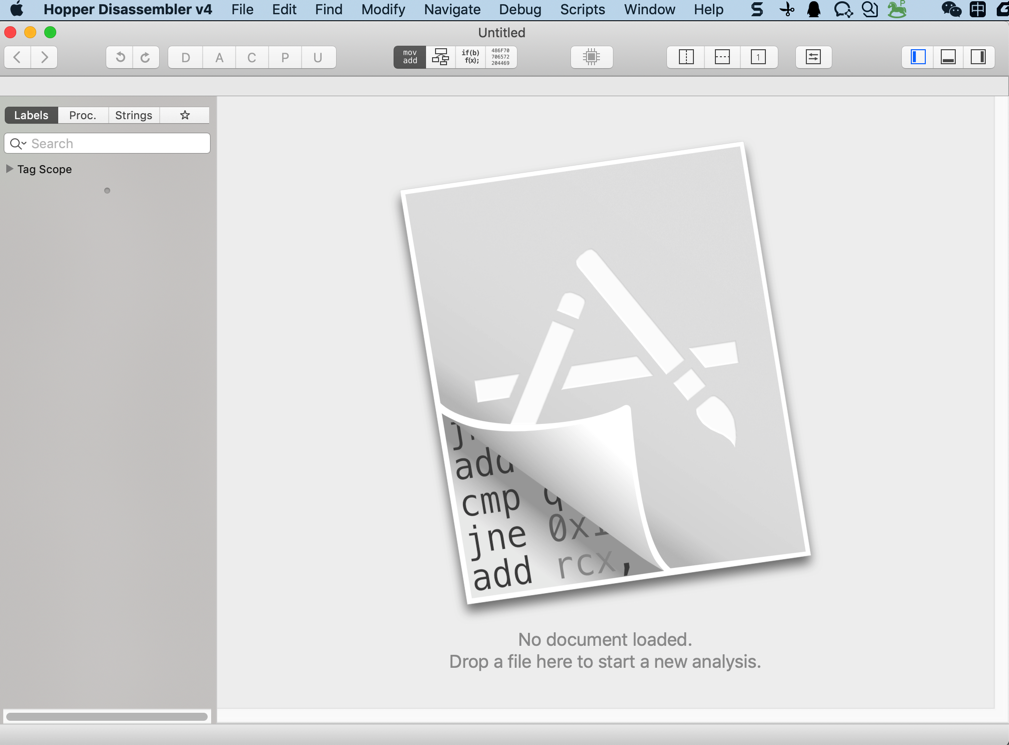 Hopper Disassembler v4 File Edit Find Modify Navigate Debug Scripts Window Help
Untitled
D A C P U
mov
add
if(b)
f(x);
486F70
706572
204469
1
Labels Proc. Strings
Search
Tag Scope
add
cmp q
jne 0x1
add rcx,
No document loaded.
Drop a file here to start a new analysis.